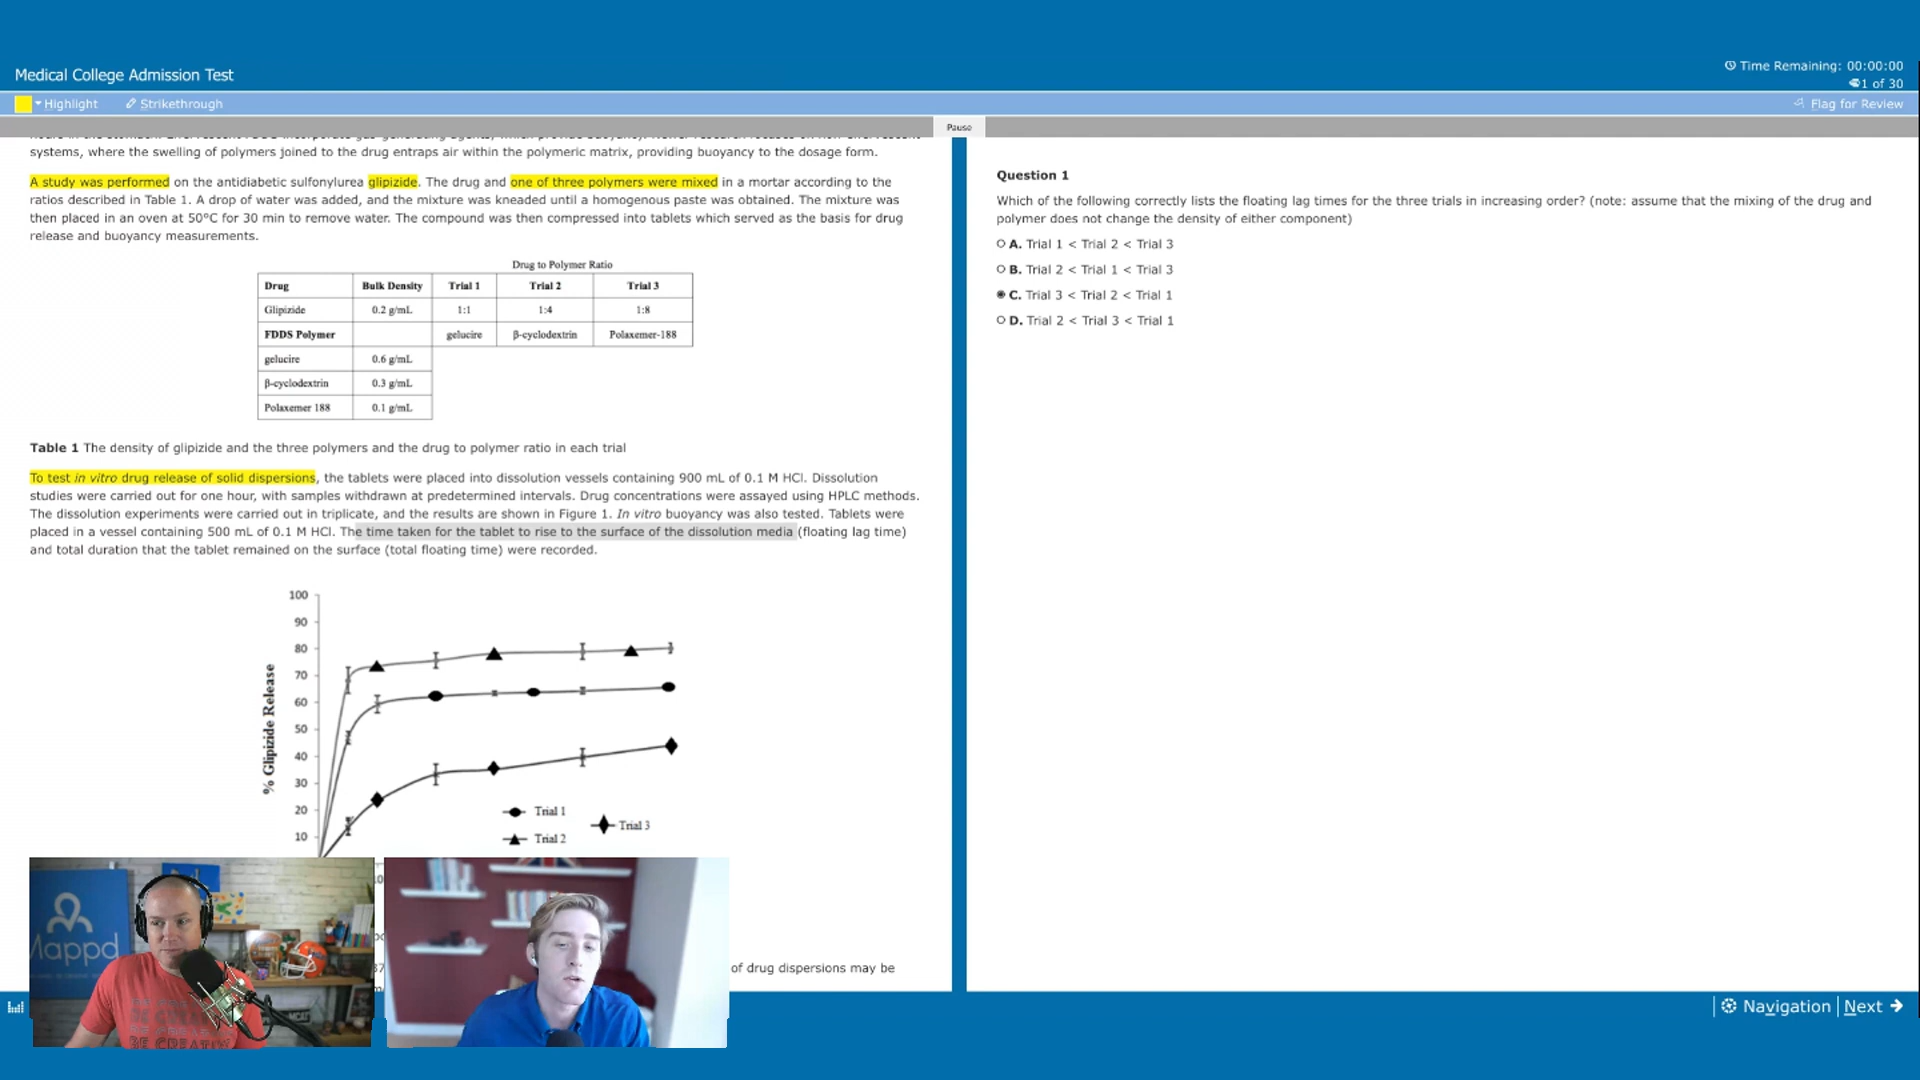 Medical College Admission Test
Time Remaining: 00:00:00
1 of 30
Highlight
Strikethrough
Flag for Review
Pause
systems, where the swelling of polymers joined to the drug entraps air within the polymeric matrix, providing buoyancy to the dosage form.
A study was performed on the antidiabetic sulfonylurea glipizide. The drug and one of three polymers were mixed in a mortar according to the
ratios described in Table 1. A drop of water was added, and the mixture was kneaded until a homogenous paste was obtained. The mixture was
then placed in an oven at 50°C for 30 min to remove water. The compound was then compressed into tablets which served as the basis for drug
release and buoyancy measurements.
Drug to Polymer Ratio
Drug Bulk Density Trial 1 Trial 2 Trial 3
Glipizide 0.2 g/mL 1:1 1:4 1:8
FDDS Polymer gelucire β-cyclodextrin Polaxemer-188
gelucire 0.6 g/mL
β-cyclodextrin 0.3 g/mL
Polaxemer 188 0.1 g/mL
Table 1 The density of glipizide and the three polymers and the drug to polymer ratio in each trial
To test in vitro drug release of solid dispersions, the tablets were placed into dissolution vessels containing 900 mL of 0.1 M HCl. Dissolution
studies were carried out for one hour, with samples withdrawn at predetermined intervals. Drug concentrations were assayed using HPLC methods.
The dissolution experiments were carried out in triplicate, and the results are shown in Figure 1. In vitro buoyancy was also tested. Tablets were
placed in a vessel containing 500 mL of 0.1 M HCl. The time taken for the tablet to rise to the surface of the dissolution media (floating lag time)
and total duration that the tablet remained on the surface (total floating time) were recorded.
100
90
80
70
60
50
40
30
20
10
% Glipizide Release
Trial 1
Trial 2
Trial 3
of drug dispersions may be
Mappd
BE CREATIVE
Question 1
Which of the following correctly lists the floating lag times for the three trials in increasing order? (note: assume that the mixing of the drug and
polymer does not change the density of either component)
A. Trial 1 < Trial 2 < Trial 3
B. Trial 2 < Trial 1 < Trial 3
C. Trial 3 < Trial 2 < Trial 1
D. Trial 2 < Trial 3 < Trial 1
Navigation
Next